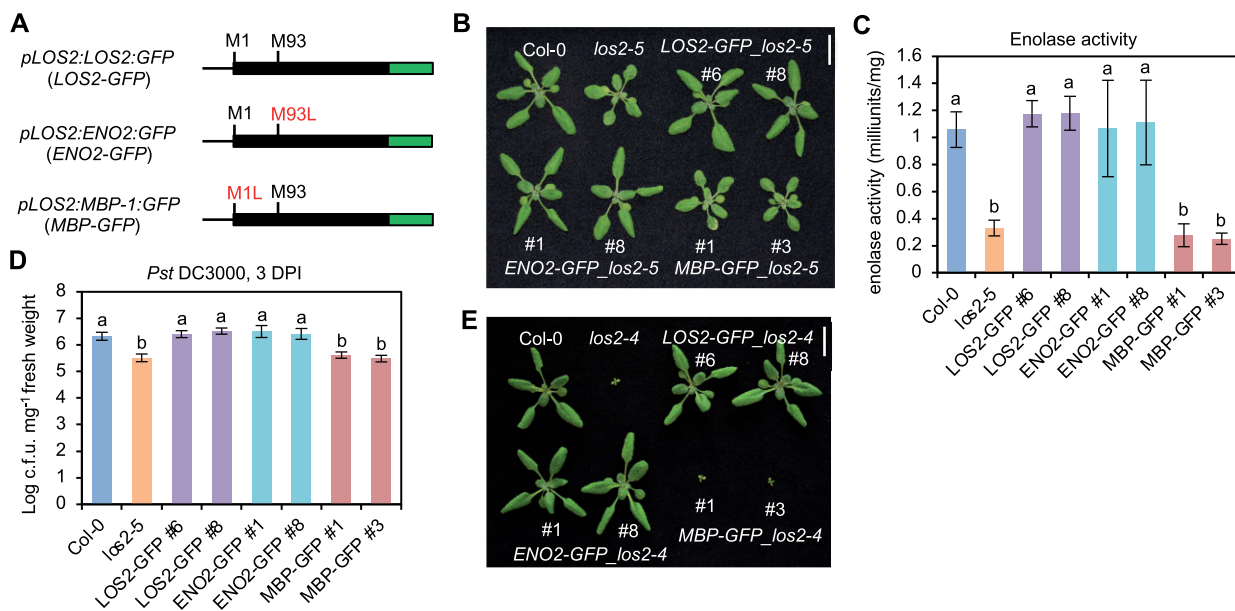 A
M1 M93
pLOS2:LOS2:GFP
(LOS2-GFP)
M1 M93L
pLOS2:ENO2:GFP
(ENO2-GFP)
M1L M93
pLOS2:MBP-1:GFP
(MBP-GFP)
B
Col-0 los2-5 LOS2-GFP_los2-5
#6 #8
#1 #8 #1 #3
ENO2-GFP_los2-5 MBP-GFP_los2-5
C
Enolase activity
enolase activity (milliunits/mg)
1.6
1.4
1.2
1.0
0.8
0.6
0.4
0.2
0
a b a a a a b b
Col-0
los2-5
LOS2-GFP #6
LOS2-GFP #8
ENO2-GFP #1
ENO2-GFP #8
MBP-GFP #1
MBP-GFP #3
D
Pst DC3000, 3 DPI
Log c.f.u. mg⁻¹ fresh weight
8
7
6
5
4
3
2
1
0
a b a a a a b b
Col-0
los2-5
LOS2-GFP #6
LOS2-GFP #8
ENO2-GFP #1
ENO2-GFP #8
MBP-GFP #1
MBP-GFP #3
E
Col-0 los2-4 LOS2-GFP_los2-4
#6 #8
#1 #8 #1 #3
ENO2-GFP_los2-4 MBP-GFP_los2-4